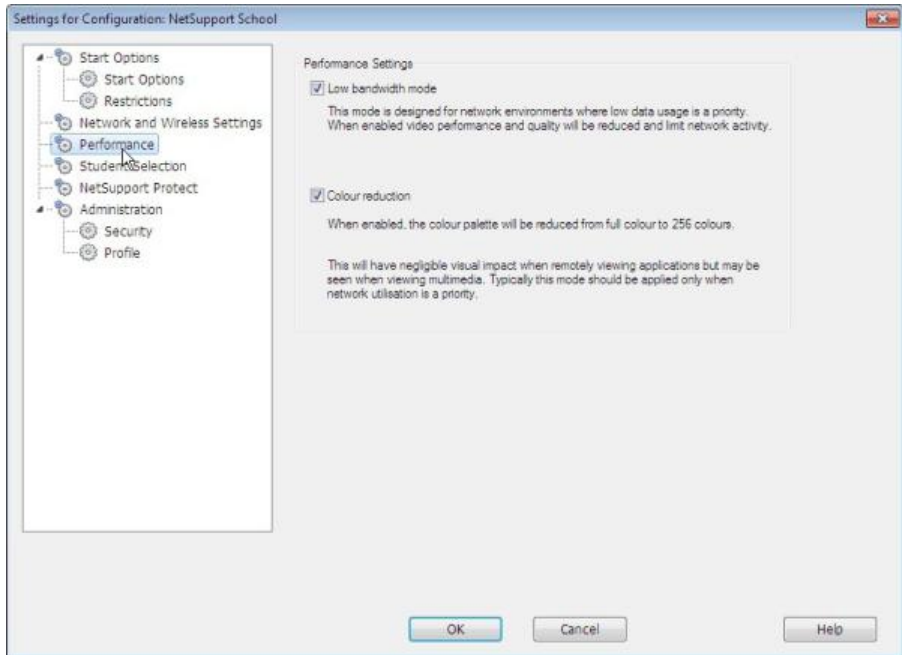 Settings for Configuration: NetSupport School
Start Options
Start Options
Restrictions
Network and Wireless Settings
Performance
Student Selection
NetSupport Protect
Administration
Security
Profile
Performance Settings
Low bandwidth mode
This mode is designed for network environments where low data usage is a priority.
When enabled video performance and quality will be reduced and limit network activity.
Colour reduction
When enabled, the colour palette will be reduced from full colour to 256 colours.
This will have negligible visual impact when remotely viewing applications but may be
seen when viewing multimedia. Typically this mode should be applied only when
network utilisation is a priority.
OK
Cancel
Help